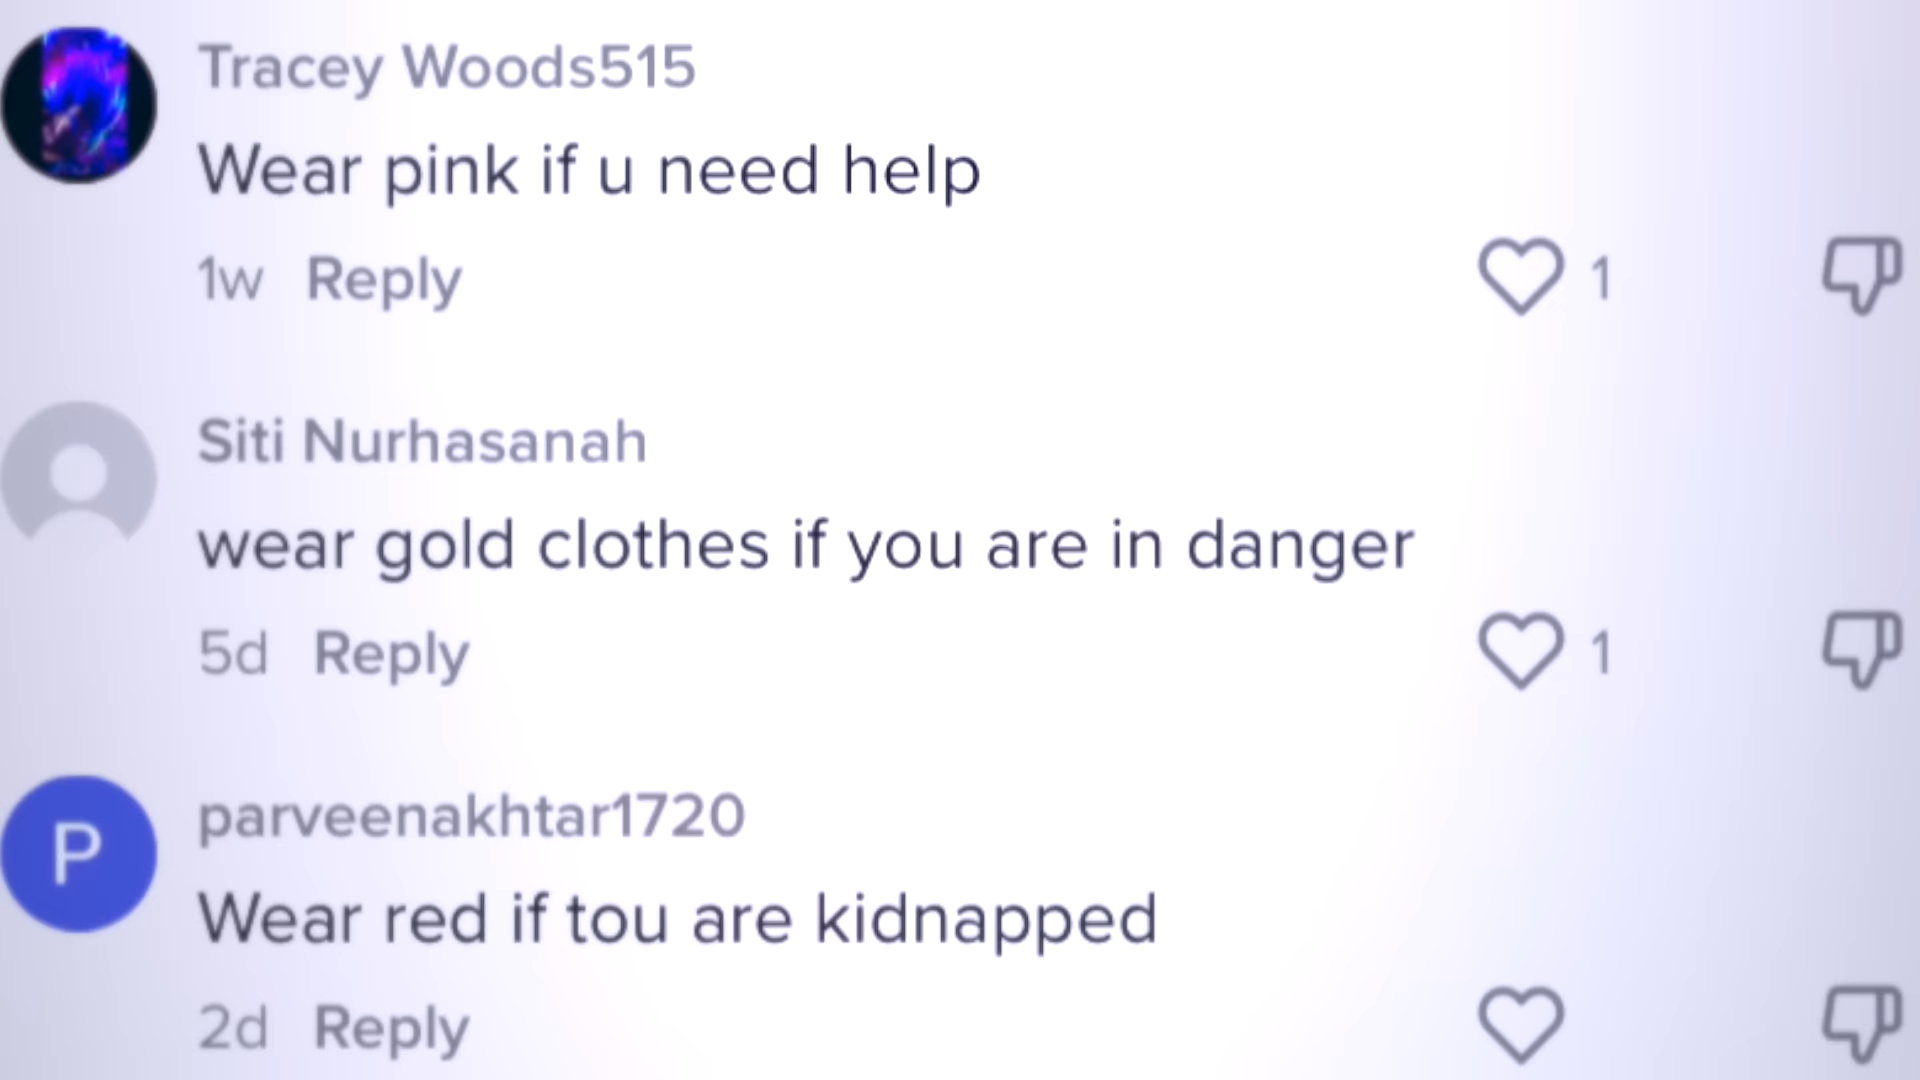 Tracey Woods515
Wear pink if u need help
1w Reply
1
Siti Nurhasanah
wear gold clothes if you are in danger
5d Reply
1
P
parveenakhtar1720
Wear red if tou are kidnapped
2d Reply